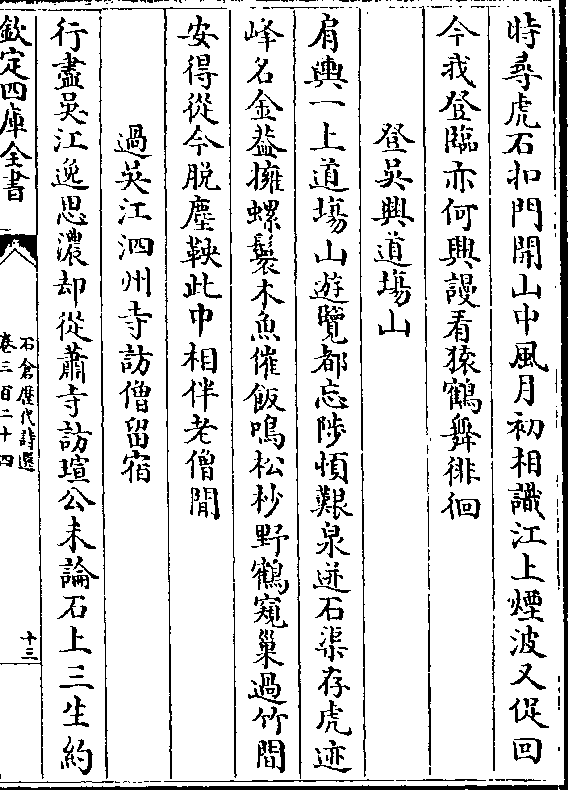 時尋虎石扣門開山中風月初相識江上煙波又促回
今我登臨亦何興謾看猿鶴舞徘徊
登吳興道場山
肩輿一上道場山遊覽都忘陟頓艱泉迸石渠存虎迹
峰名金葢擁螺鬟木魚催飯鳴松杪野鶴窺巢過竹間
安得從今脫塵鞅此中相伴老僧閒
過吳江泗州寺訪僧留宿
行盡吳江逸思濃却從蕭寺訪瑄公未論石上三生約
欽定四庫全書
石倉歷代詩選
卷三百二十四
十三